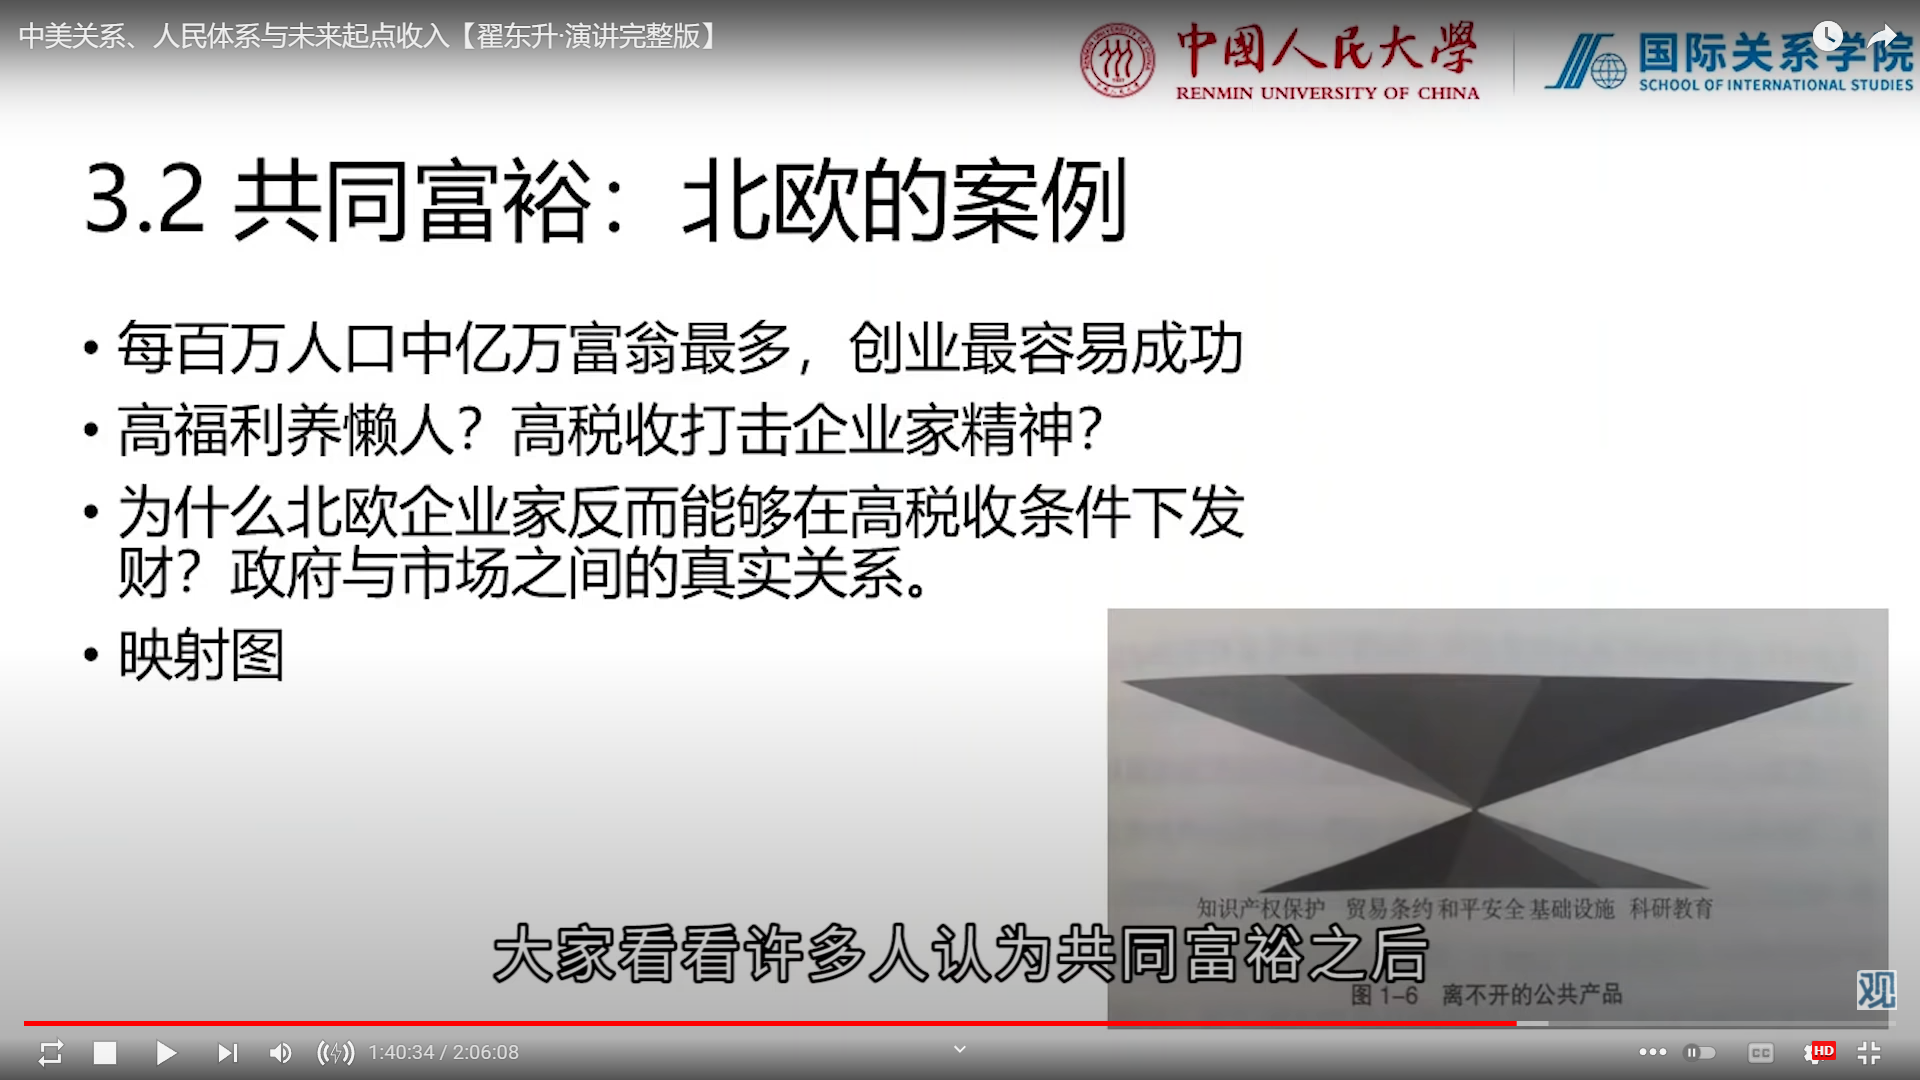 中美关系、人民体系与未来起点收入【翟东升·演讲完整版】
中國人民大學
RENMIN UNIVERSITY OF CHINA
国际关系学院
SCHOOL OF INTERNATIONAL STUDIES
3.2 共同富裕：北欧的案例
• 每百万人口中亿万富翁最多，创业最容易成功
• 高福利养懒人？高税收打击企业家精神？
• 为什么北欧企业家反而能够在高税收条件下发
财？政府与市场之间的真实关系。
• 映射图
知识产权保护 贸易条约 和平安全 基础设施 科研教育
大家看看许多人认为共同富裕之后
图 1-6 离不开的公共产品
观
1:40:34 / 2:06:08
CC
HD